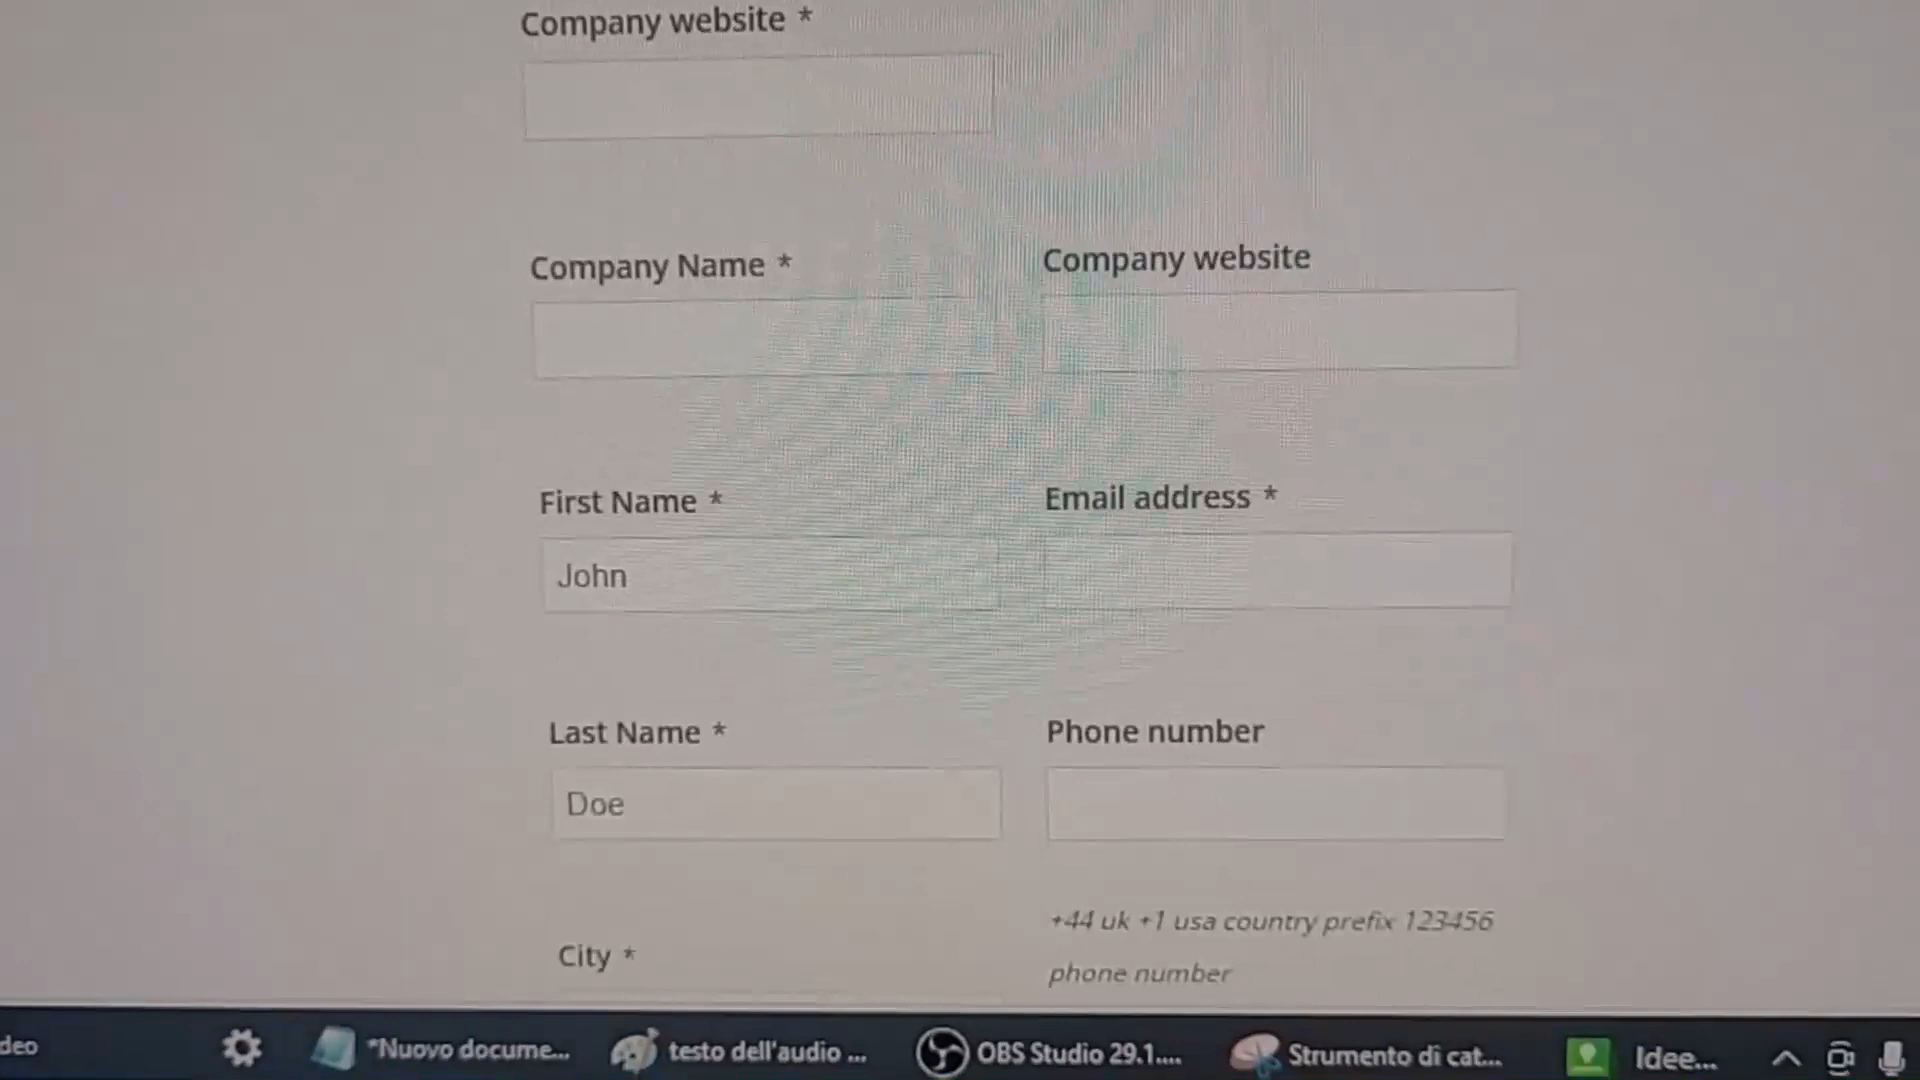 Company website *
Company Name *
Company website
First Name *
Email address *
John
Last Name *
Phone number
Doe
+44 uk +1 usa country prefix 123456
phone number
City *
deo
*Nuovo docume...
testo dell'audio ...
OBS Studio 29.1....
Strumento di cat...
Idee...